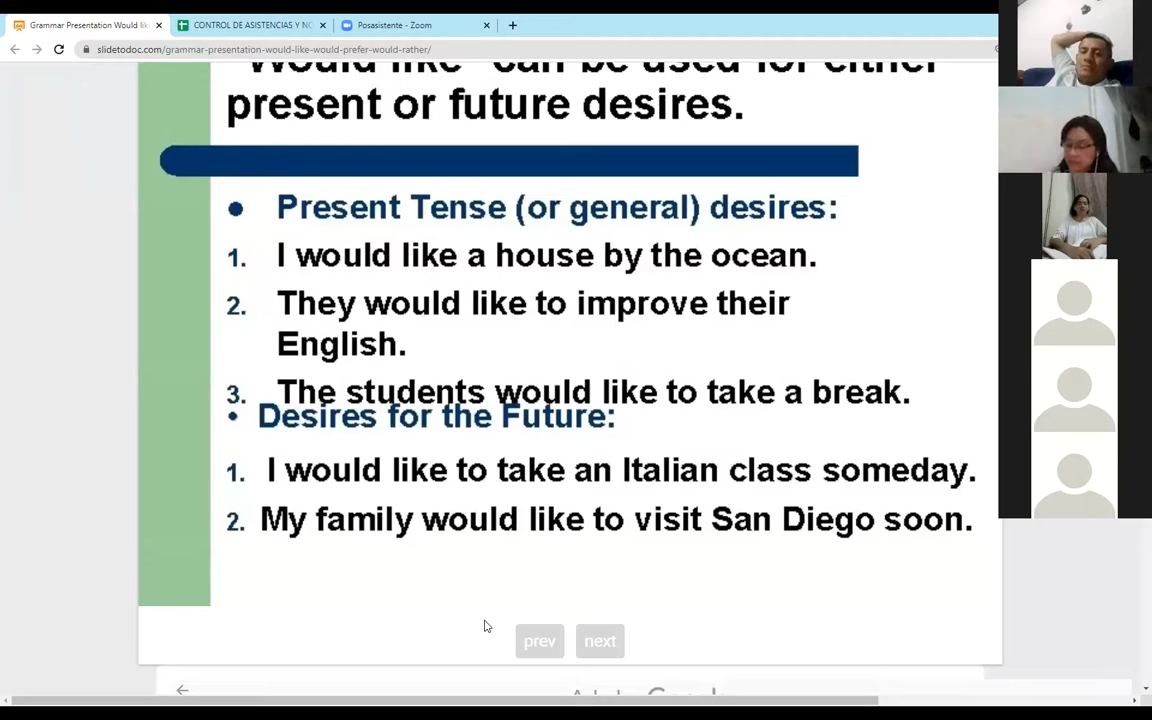 Grammar Presentation Would lik
CONTROL DE ASISTENCIAS Y NO
Posasistente - Zoom
slidetodoc.com/grammar-presentation-would-like-would-prefer-would-rather/
"Would like" can be used for either
present or future desires.
• Present Tense (or general) desires:
1. I would like a house by the ocean.
2. They would like to improve their
English.
3. The students would like to take a break.
• Desires for the Future:
1. I would like to take an Italian class someday.
2. My family would like to visit San Diego soon.
prev next